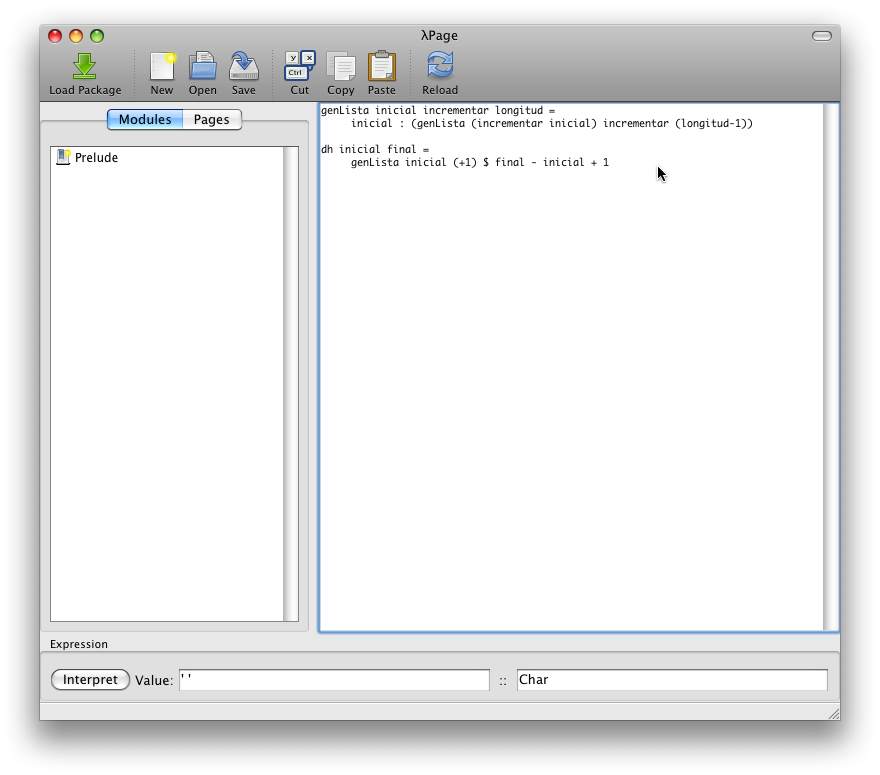 λPage
Load Package New Open Save Cut Copy Paste Reload
y x
Ctrl
Modules Pages
Prelude
genLista inicial incrementar longitud =
inicial : (genLista (incrementar inicial) incrementar (longitud-1))
dh inicial final =
genLista inicial (+1) $ final - inicial + 1
Expression
Interpret Value: ' ' :: Char